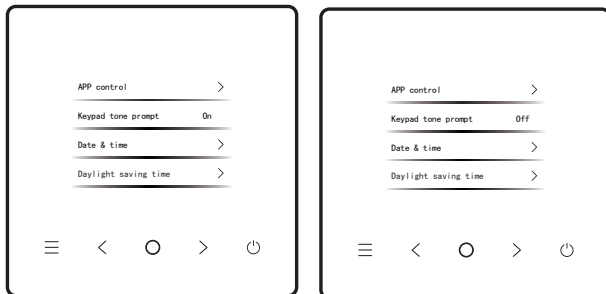 APP control
Keypad tone prompt On
Date & time
Daylight saving time
APP control
Keypad tone prompt Off
Date & time
Daylight saving time